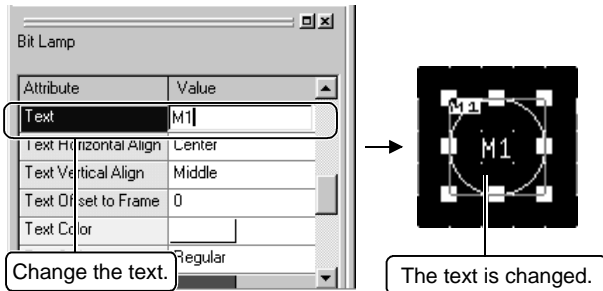 Bit Lamp
Attribute Value
Text M1
Text Horizontal Align Center
Text Vertical Align Middle
Text Offset to Frame 0
Text Color
Regular
Change the text.
M1
M1
The text is changed.